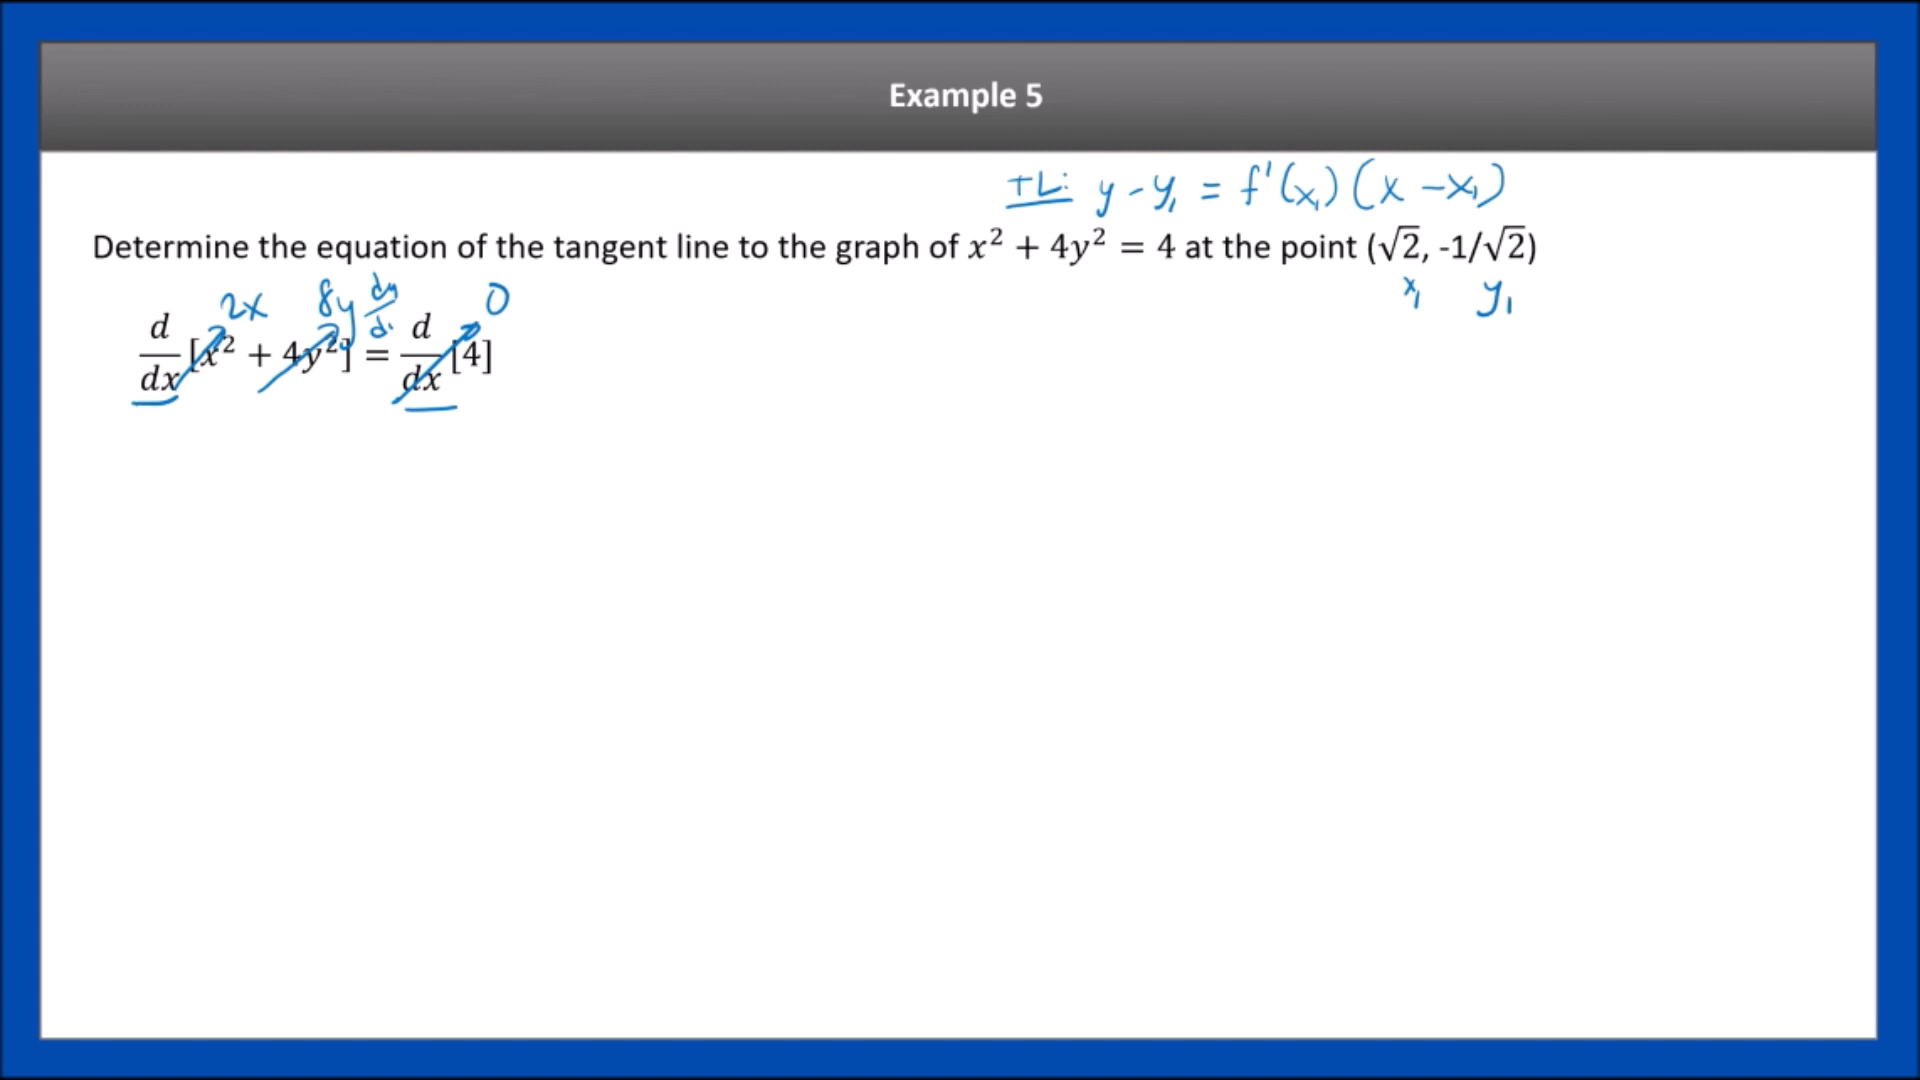 Example 5
TL: y - y₁ = f'(x₁) (x - x₁)
Determine the equation of the tangent line to the graph of x² + 4y² = 4 at the point (√2, -1/√2)
x₁ y₁
2x 8y dy/d 0
d/dx [x² + 4y²] = d/dx [4]